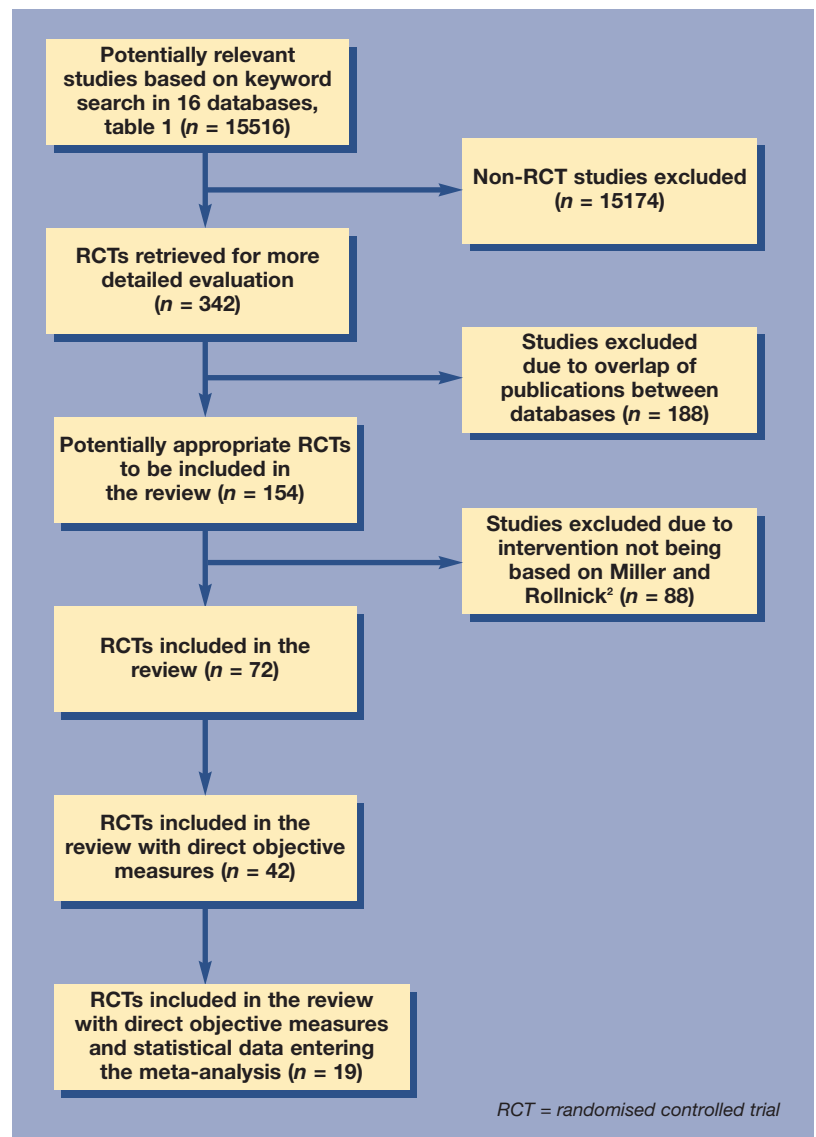 Potentially relevant
studies based on keyword
search in 16 databases,
table 1 (n = 15516)
Non-RCT studies excluded
(n = 15174)
RCTs retrieved for more
detailed evaluation
(n = 342)
Studies excluded
due to overlap of
publications between
databases (n = 188)
Potentially appropriate RCTs
to be included in
the review (n = 154)
Studies excluded due to
intervention not being
based on Miller and
Rollnick² (n = 88)
RCTs included in the
review (n = 72)
RCTs included in the
review with direct objective
measures (n = 42)
RCTs included in the review
with direct objective measures
and statistical data entering
the meta-analysis (n = 19)
RCT = randomised controlled trial